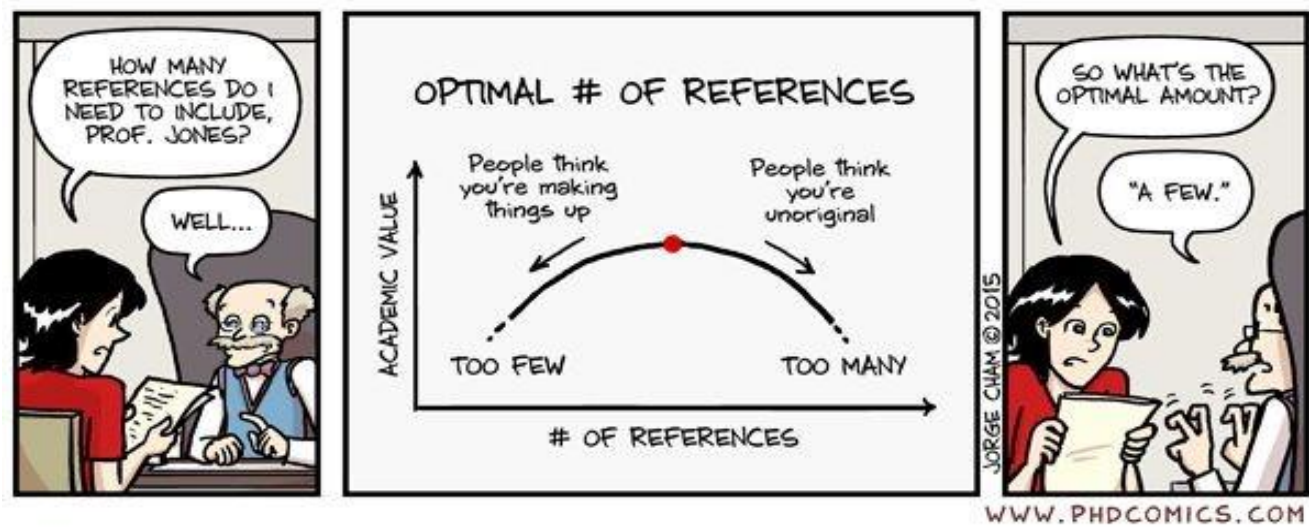 HOW MANY
REFERENCES DO I
NEED TO INCLUDE,
PROF. JONES?
WELL...
OPTIMAL # OF REFERENCES
People think
you're making
things up
People think
you're
unoriginal
ACADEMIC VALUE
TOO FEW
TOO MANY
# OF REFERENCES
SO WHAT'S THE
OPTIMAL AMOUNT?
"A FEW."
JORGE CHAM © 2015
WWW.PHDCOMICS.COM